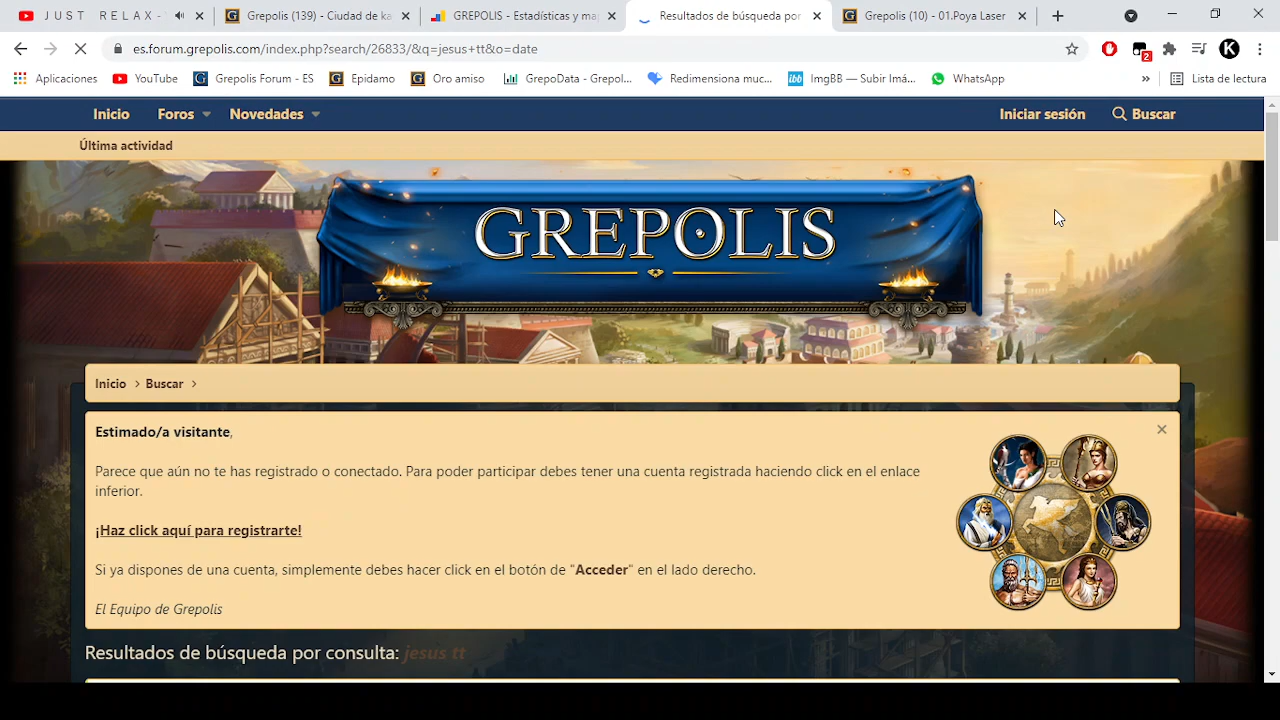 J U S T   R E L A X -
Grepolis (139) - Ciudad de ka
GREPOLIS - Estadísticas y map
Resultados de búsqueda por
Grepolis (10) - 01.Poya Laser
es.forum.grepolis.com/index.php?search/26833/&q=jesus+tt&o=date
2
K
Aplicaciones
YouTube
Grepolis Forum - ES
Epidamo
Oro amiso
GrepoData - Grepol...
Redimensiona muc...
ibb
ImgBB — Subir Imá...
WhatsApp
»
Lista de lectura
Inicio
Foros
Novedades
Iniciar sesión
Buscar
Última actividad
GREPOLIS
Inicio > Buscar >
Estimado/a visitante,
Parece que aún no te has registrado o conectado. Para poder participar debes tener una cuenta registrada haciendo click en el enlace
inferior.
¡Haz click aquí para registrarte!
Si ya dispones de una cuenta, simplemente debes hacer click en el botón de "Acceder" en el lado derecho.
El Equipo de Grepolis
Resultados de búsqueda por consulta: jesus tt